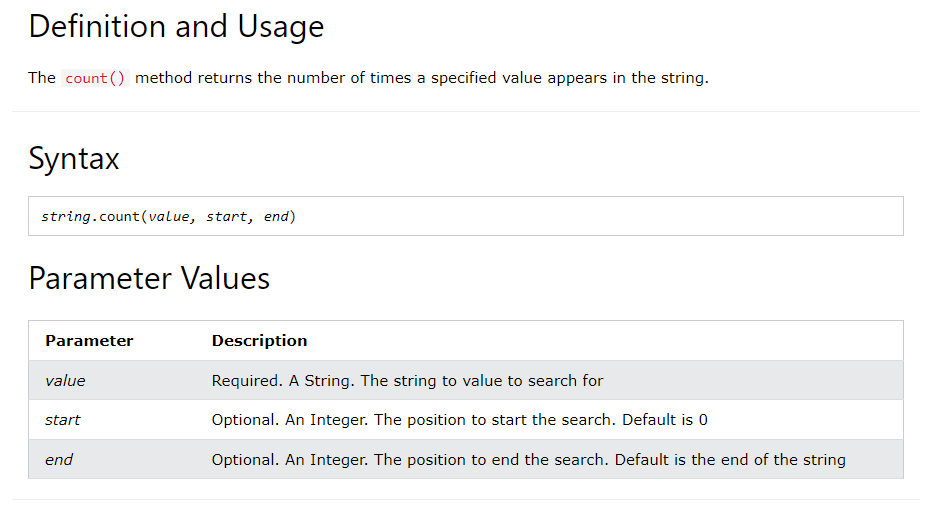 Definition and Usage
The count() method returns the number of times a specified value appears in the string.
Syntax
string.count(value, start, end)
Parameter Values
Parameter Description
value Required. A String. The string to value to search for
start Optional. An Integer. The position to start the search. Default is 0
end Optional. An Integer. The position to end the search. Default is the end of the string